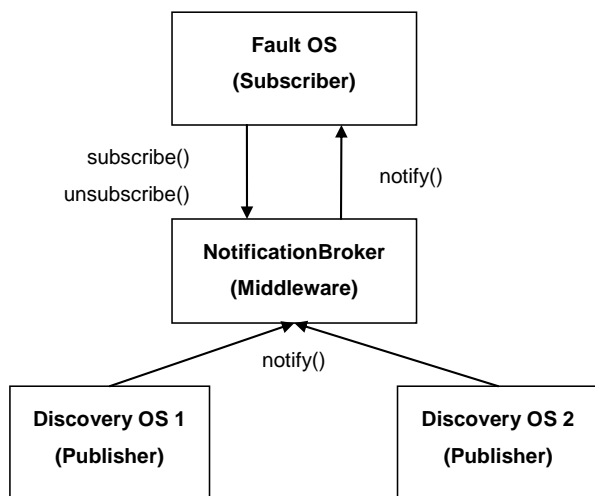 Fault OS
(Subscriber)
subscribe()
unsubscribe()
notify()
NotificationBroker
(Middleware)
notify()
Discovery OS 1
(Publisher)
Discovery OS 2
(Publisher)